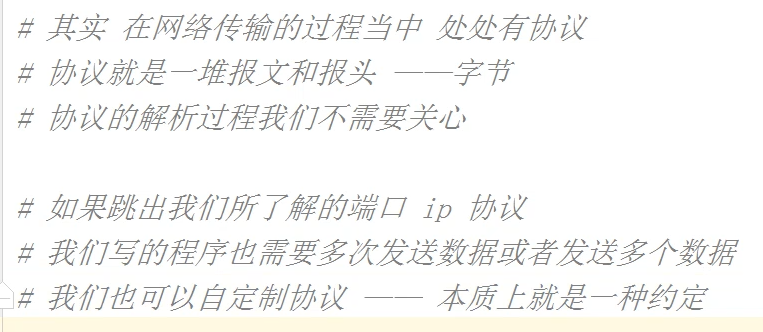 # 其实 在网络传输的过程当中 处处有协议
# 协议就是一堆报文和报头 ——字节
# 协议的解析过程我们不需要关心
# 如果跳出我们所了解的端口 ip 协议
# 我们写的程序也需要多次发送数据或者发送多个数据
# 我们也可以自定制协议 —— 本质上就是一种约定